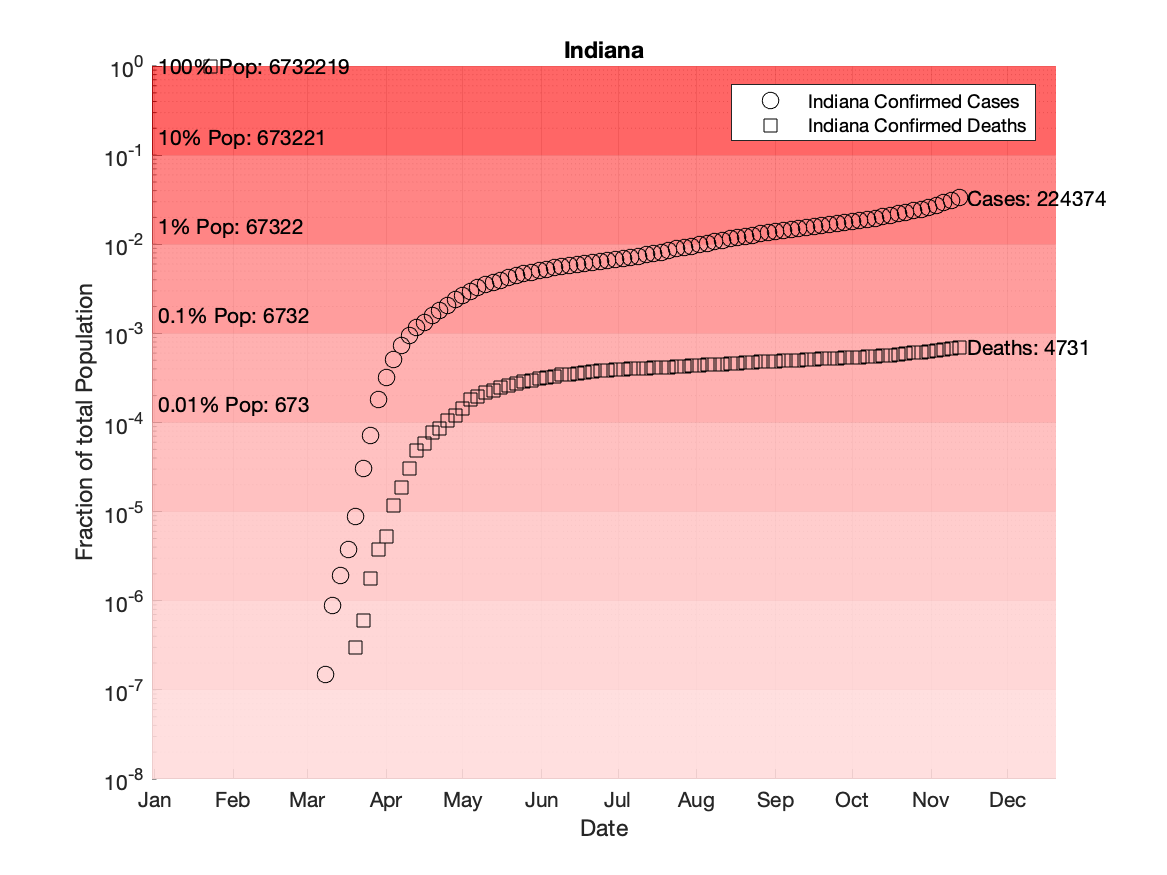 Indiana
10^0
100% Pop: 6732219
Indiana Confirmed Cases
Indiana Confirmed Deaths
10% Pop: 673221
10^-1
Cases: 224374
1% Pop: 67322
10^-2
0.1% Pop: 6732
10^-3
Deaths: 4731
0.01% Pop: 673
10^-4
10^-5
10^-6
10^-7
10^-8
Fraction of total Population
Jan Feb Mar Apr May Jun Jul Aug Sep Oct Nov Dec
Date